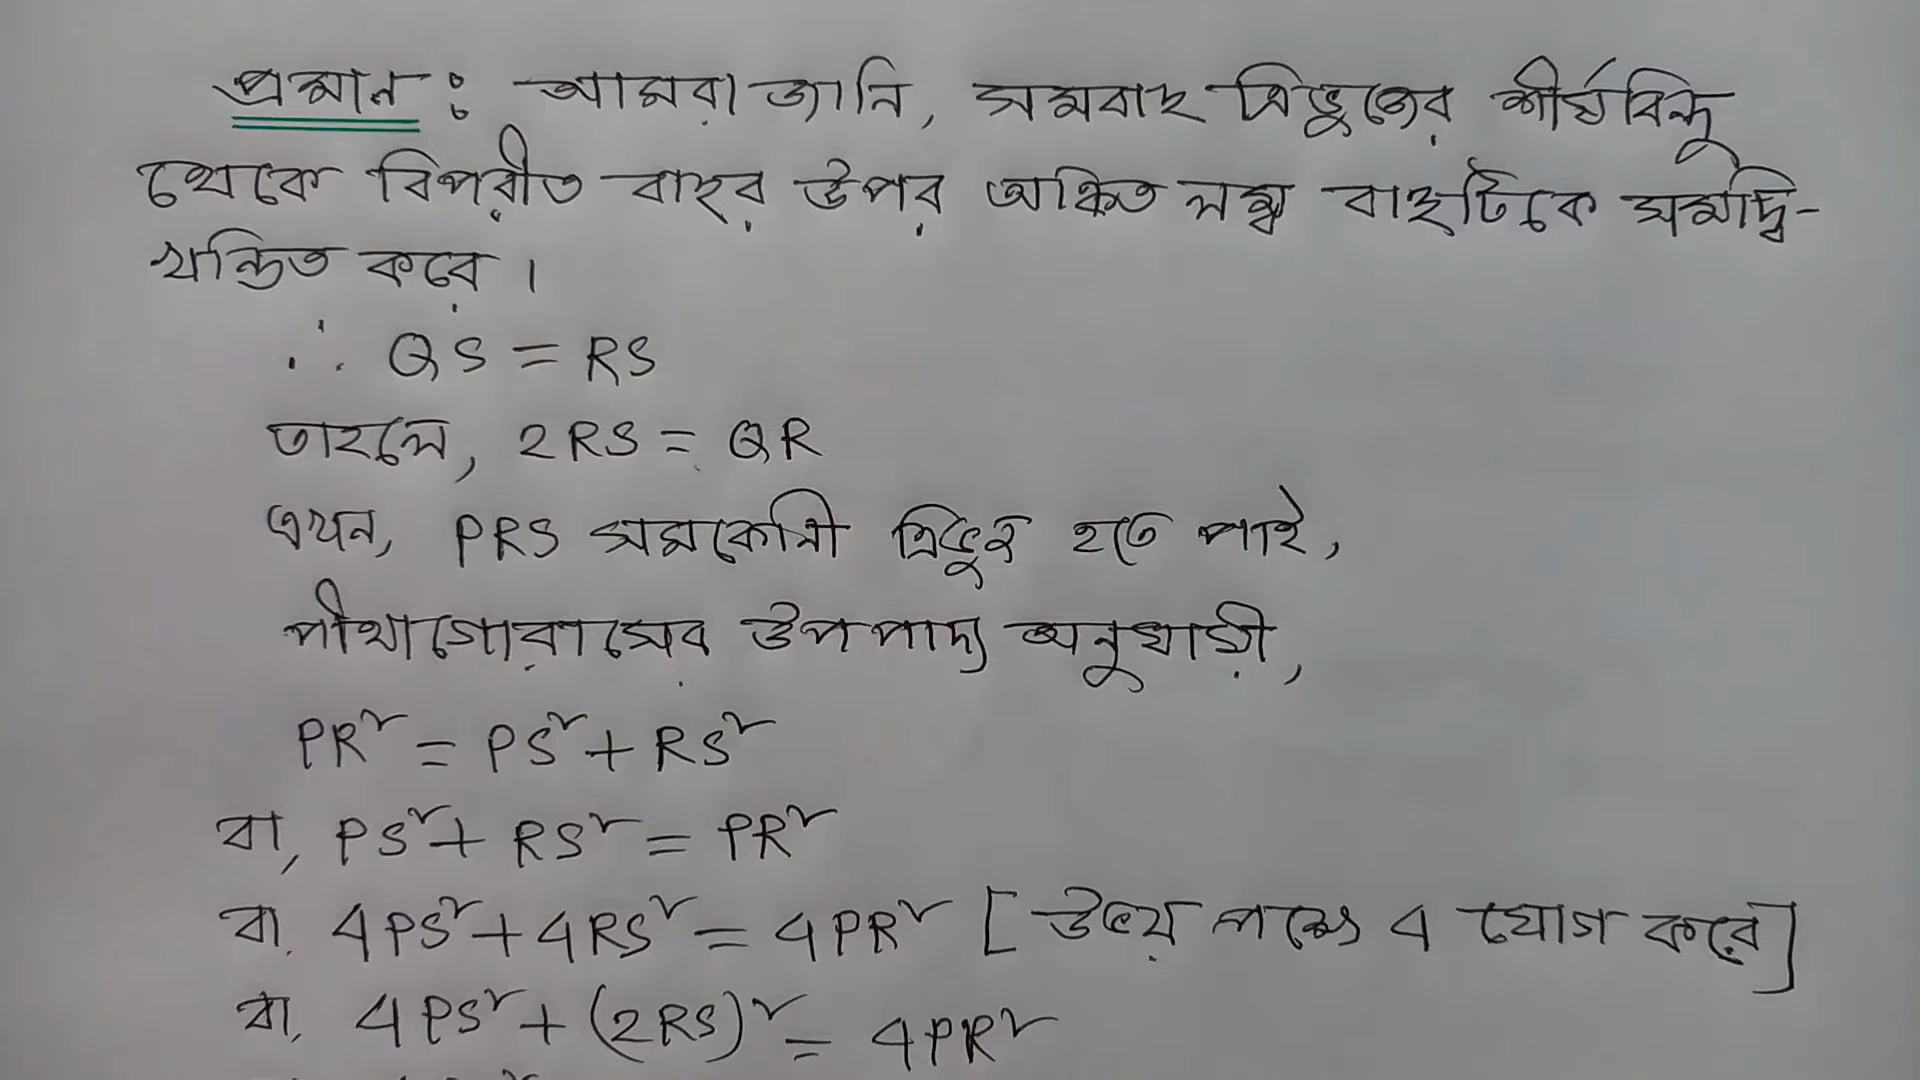 প্রমান : আমরা জানি, সমবাহু ত্রিভুজের শীর্ষবিন্দু
থেকে বিপরীত বাহুর উপর অঙ্কিত লম্ব বাহুটিকে সমদ্বি-
খন্ডিত করে।
∴ QS = RS
তাহলে, 2RS = QR
এখন, PRS সমকোনী ত্রিভুজ হতে পাই,
পীথাগোরাসের উপপাদ্য অনুযায়ী,
PR² = PS² + RS²
বা, PS² + RS² = PR²
বা, 4PS² + 4RS² = 4PR² [উভয় পক্ষে 4 যোগ করে]
বা, 4PS² + (2RS)² = 4PR²